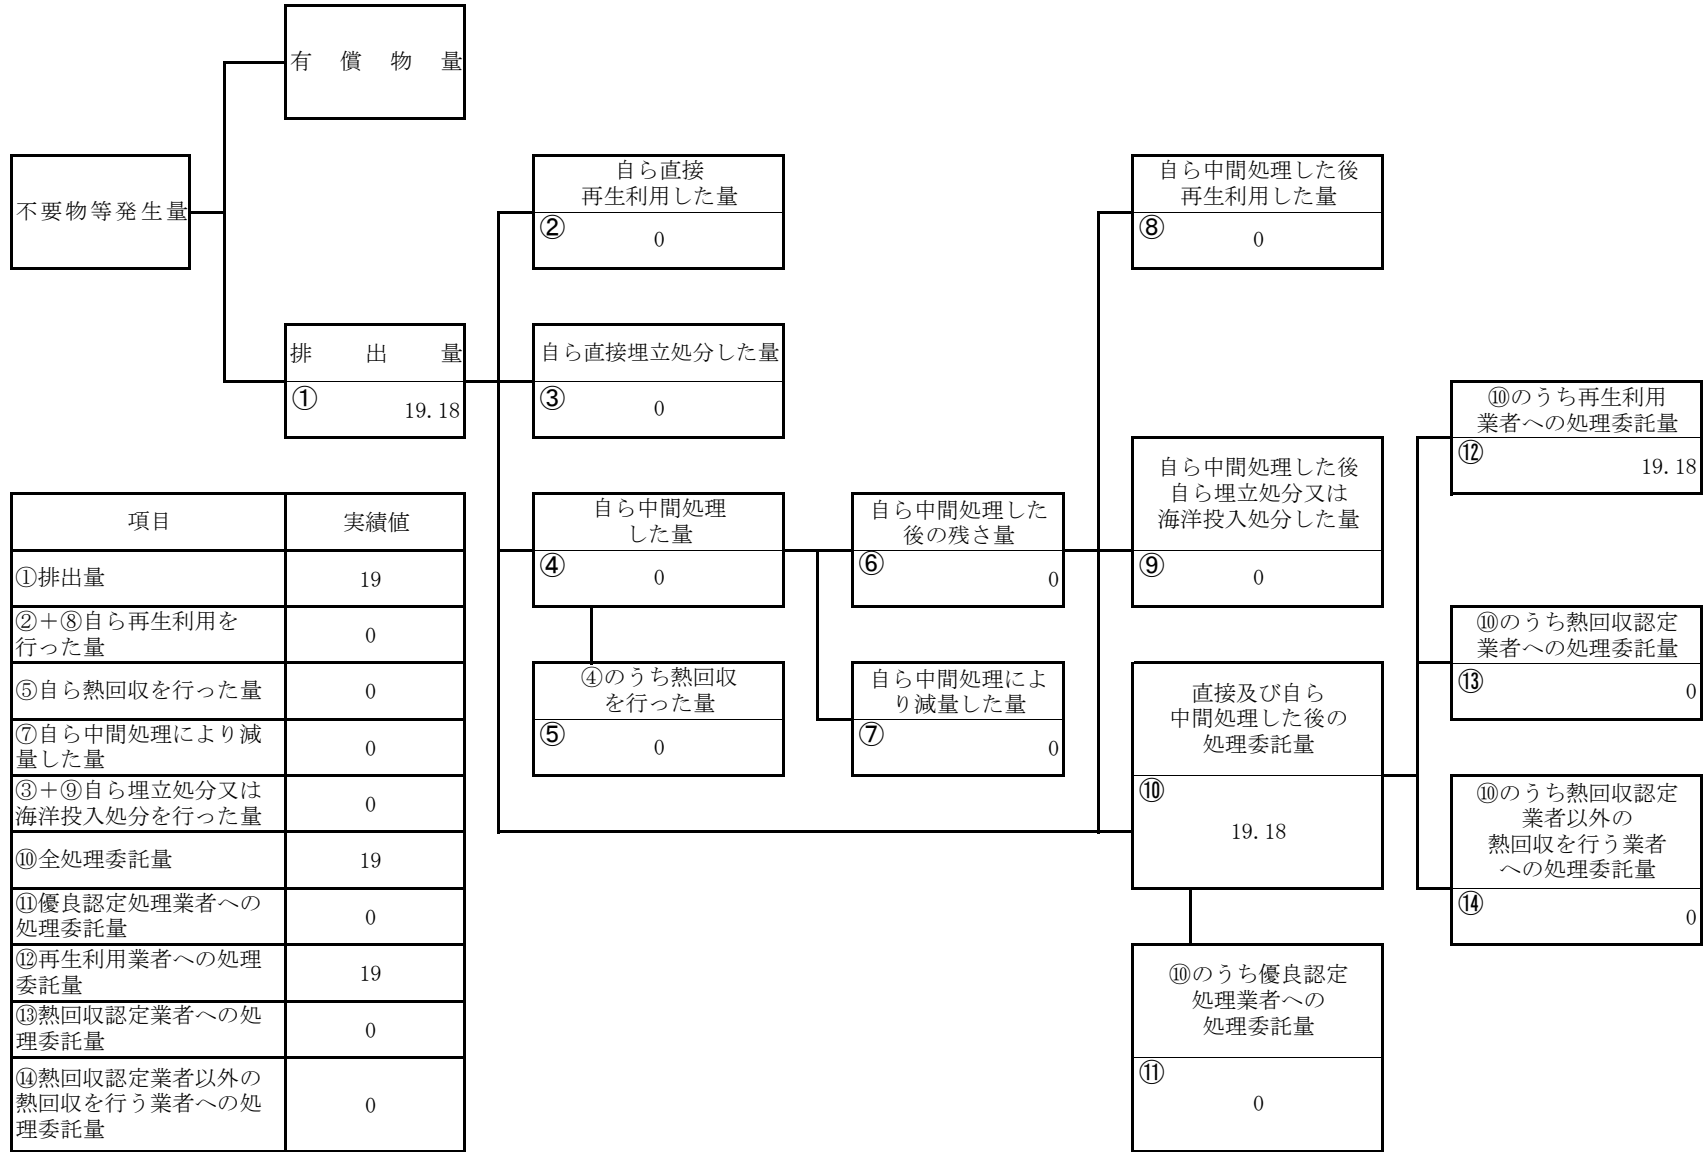 有償物量
不要物等発生量
排出量
①
19.18
自ら直接
再生利用した量
②
0
自ら直接埋立処分した量
③
0
自ら中間処理
した量
④
0
④のうち熱回収
を行った量
⑤
0
自ら中間処理した
後の残さ量
⑥
0
自ら中間処理によ
り減量した量
⑦
0
自ら中間処理した後
再生利用した量
⑧
0
自ら中間処理した後
自ら埋立処分又は
海洋投入処分した量
⑨
0
直接及び自ら
中間処理した後の
処理委託量
⑩
19.18
⑩のうち優良認定
処理業者への
処理委託量
⑪
0
⑩のうち再生利用
業者への処理委託量
⑫
19.18
⑩のうち熱回収認定
業者への処理委託量
⑬
0
⑩のうち熱回収認定
業者以外の
熱回収を行う業者
への処理委託量
⑭
0
項目 実績値
①排出量 19
②+⑧自ら再生利用を
行った量 0
⑤自ら熱回収を行った量 0
⑦自ら中間処理により減
量した量 0
③+⑨自ら埋立処分又は
海洋投入処分を行った量 0
⑩全処理委託量 19
⑪優良認定処理業者への
処理委託量 0
⑫再生利用業者への処理
委託量 19
⑬熱回収認定業者への処
理委託量 0
⑭熱回収認定業者以外の
熱回収を行う業者への処
理委託量 0